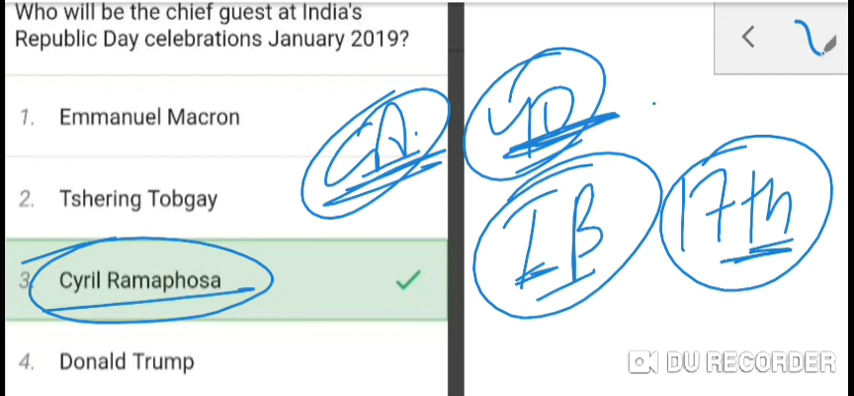 Who will be the chief guest at India's
Republic Day celebrations January 2019?
1. Emmanuel Macron
2. Tshering Tobgay
3. Cyril Ramaphosa
4. Donald Trump
IB
17th
DU RECORDER